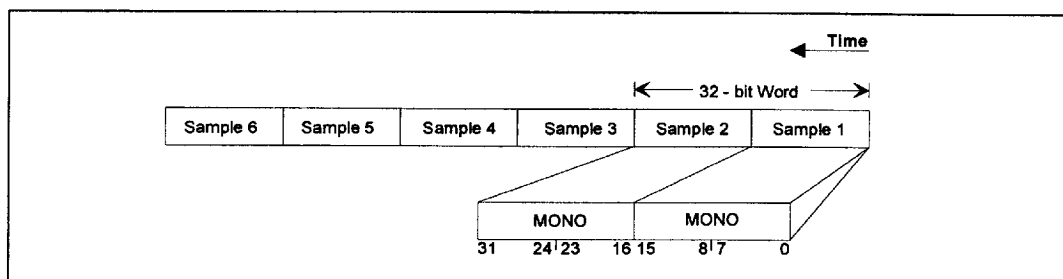 Time
32 - bit Word
Sample 6 Sample 5 Sample 4 Sample 3 Sample 2 Sample 1
MONO MONO
31 24 23 16 15 8 7 0